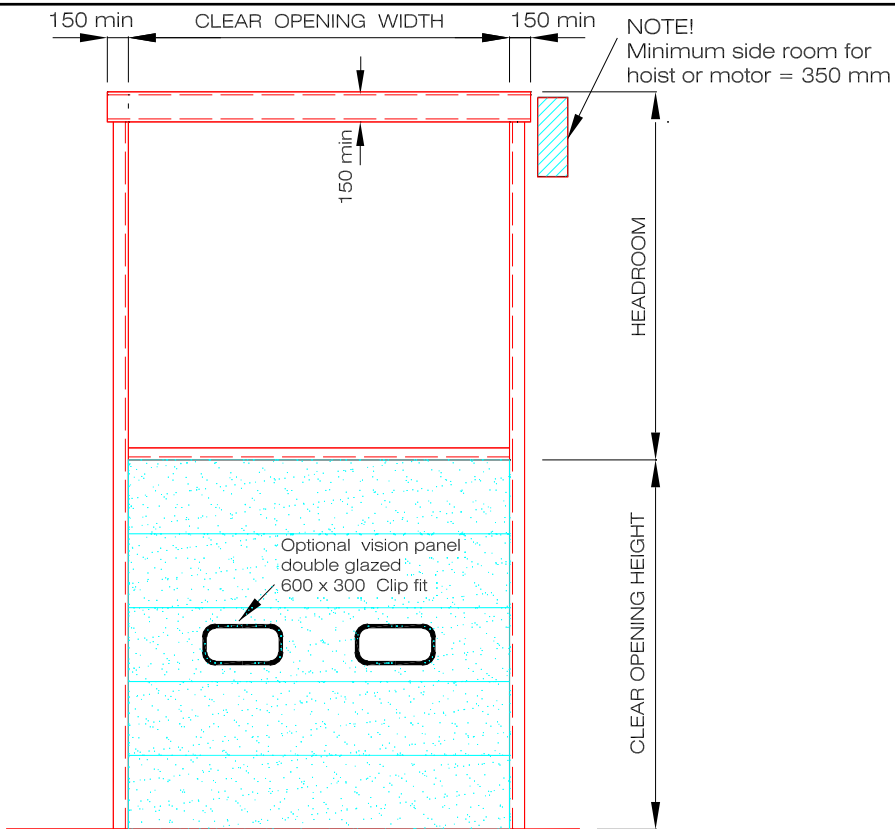 150 min
CLEAR OPENING WIDTH
150 min
NOTE!
Minimum side room for
hoist or motor = 350 mm
150 min
HEADROOM
Optional vision panel
double glazed
600 x 300 Clip fit
CLEAR OPENING HEIGHT